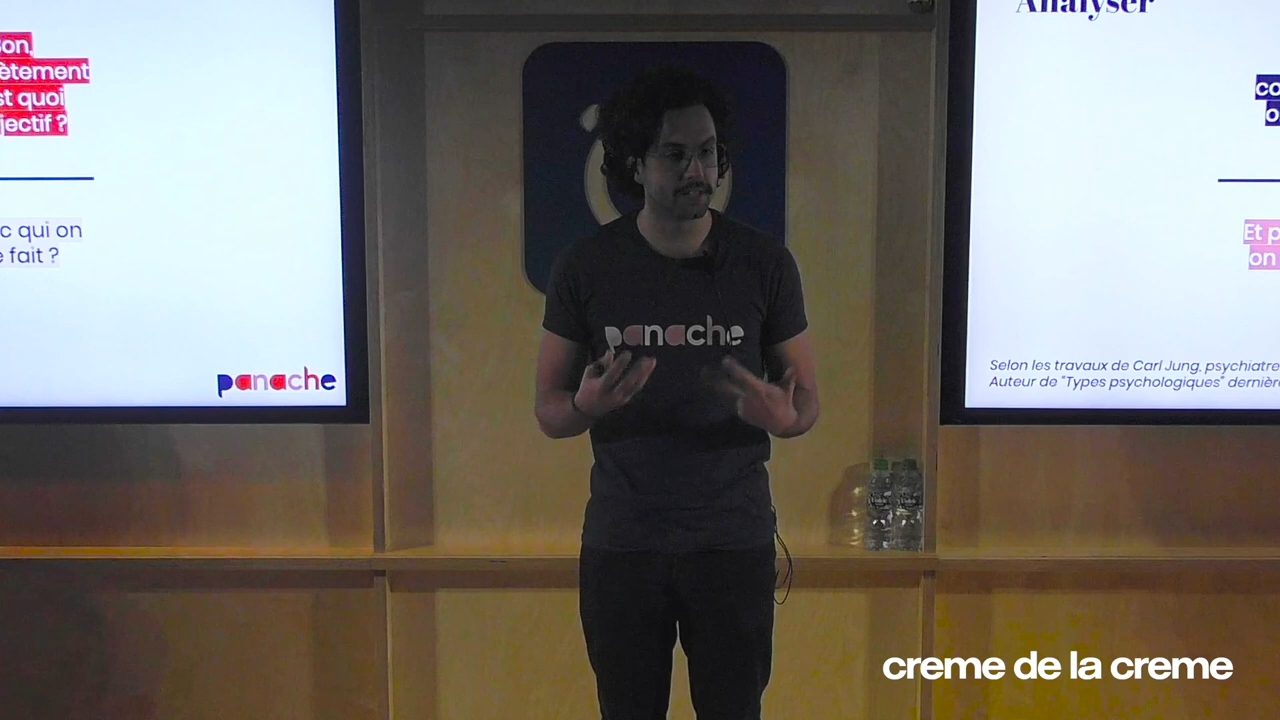 Bon,
ètement
st quoi
jectif ?
c qui on
e fait ?
panache
panache
Analyser
co
o
Et p
on
Selon les travaux de Carl Jung, psychiatre
Auteur de "Types psychologiques" dernièr
creme de la creme